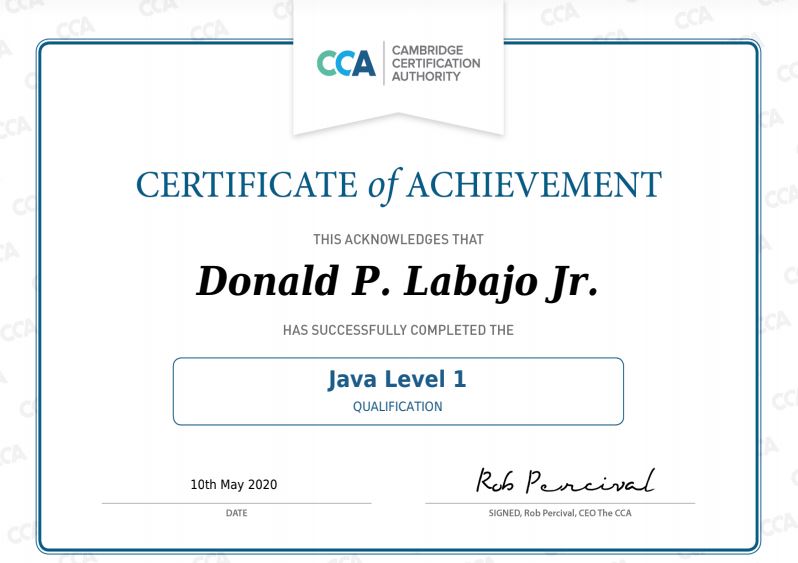 CCA
CAMBRIDGE
CERTIFICATION
AUTHORITY
CERTIFICATE of ACHIEVEMENT
THIS ACKNOWLEDGES THAT
Donald P. Labajo Jr.
HAS SUCCESSFULLY COMPLETED THE
Java Level 1
QUALIFICATION
10th May 2020
Rob Percival
DATE
SIGNED, Rob Percival, CEO The CCA